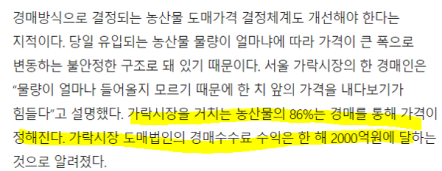 경매방식으로 결정되는 농산물 도매가격 결정체계도 개선해야 한다는
지적이다. 당일 유입되는 농산물 물량이 얼마냐에 따라 가격이 큰 폭으로
변동하는 불안정한 구조로 돼 있기 때문이다. 서울 가락시장의 한 경매인은
“물량이 얼마나 들어올지 모르기 때문에 한 치 앞의 가격을 내다보기가
힘들다”고 설명했다. 가락시장을 거치는 농산물의 86%는 경매를 통해 가격이
정해진다. 가락시장 도매법인의 경매수수료 수익은 한 해 2000억원에 달하는
것으로 알려졌다.